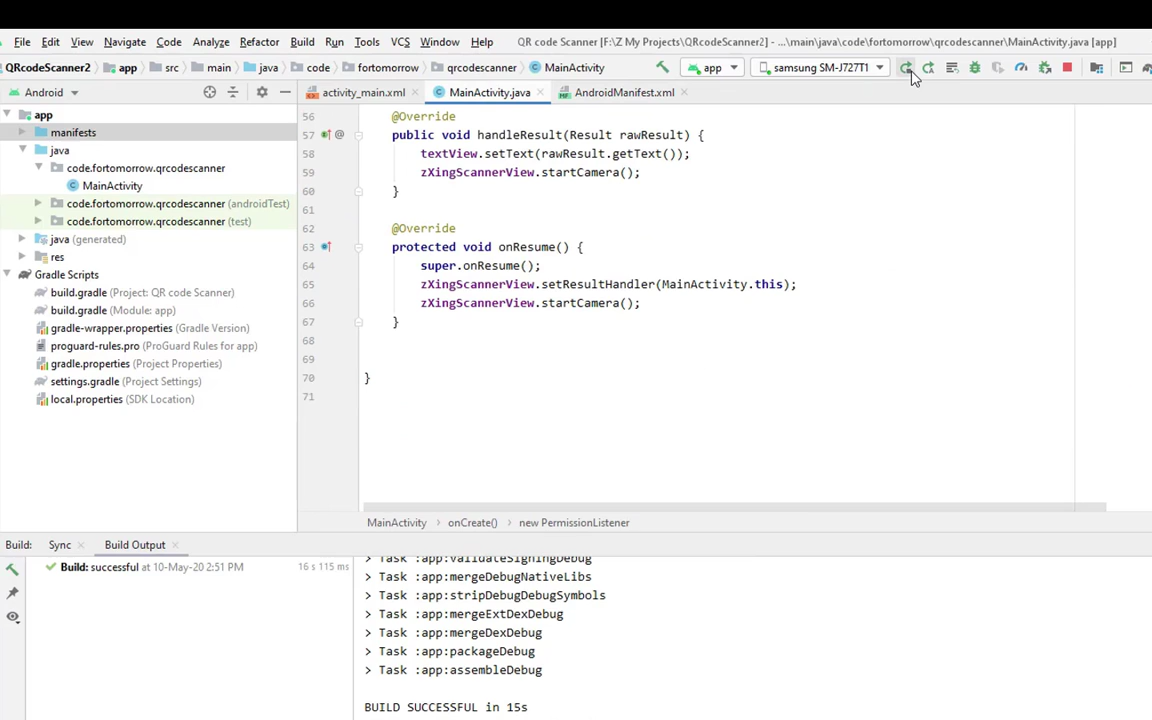 File Edit View Navigate Code Analyze Refactor Build Run Tools VCS Window Help QR code Scanner [F:\Z My Projects\QRcodeScanner2] - ...\main\java\code\fortomorrow\qrcodescanner\MainActivity.java [app]
QRcodeScanner2 app src main java code fortomorrow qrcodescanner MainActivity app samsung SM-J727T1
Android activity_main.xml MainActivity.java AndroidManifest.xml
app
manifests
java
code.fortomorrow.qrcodescanner
MainActivity
code.fortomorrow.qrcodescanner (androidTest)
code.fortomorrow.qrcodescanner (test)
java (generated)
res
Gradle Scripts
build.gradle (Project: QR code Scanner)
build.gradle (Module: app)
gradle-wrapper.properties (Gradle Version)
proguard-rules.pro (ProGuard Rules for app)
gradle.properties (Project Properties)
settings.gradle (Project Settings)
local.properties (SDK Location)
56 @Override
57 @ public void handleResult(Result rawResult) {
58 textView.setText(rawResult.getText());
59 zXingScannerView.startCamera();
60 }
61
62 @Override
63 protected void onResume() {
64 super.onResume();
65 zXingScannerView.setResultHandler(MainActivity.this);
66 zXingScannerView.startCamera();
67 }
68
69
70 }
71
MainActivity › onCreate() › new PermissionListener
Build: Sync Build Output
Build: successful at 10-May-20 2:51 PM 16 s 115 ms
> Task :app:validateSigningDebug
> Task :app:mergeDebugNativeLibs
> Task :app:stripDebugDebugSymbols
> Task :app:mergeExtDexDebug
> Task :app:mergeDexDebug
> Task :app:packageDebug
> Task :app:assembleDebug
BUILD SUCCESSFUL in 15s